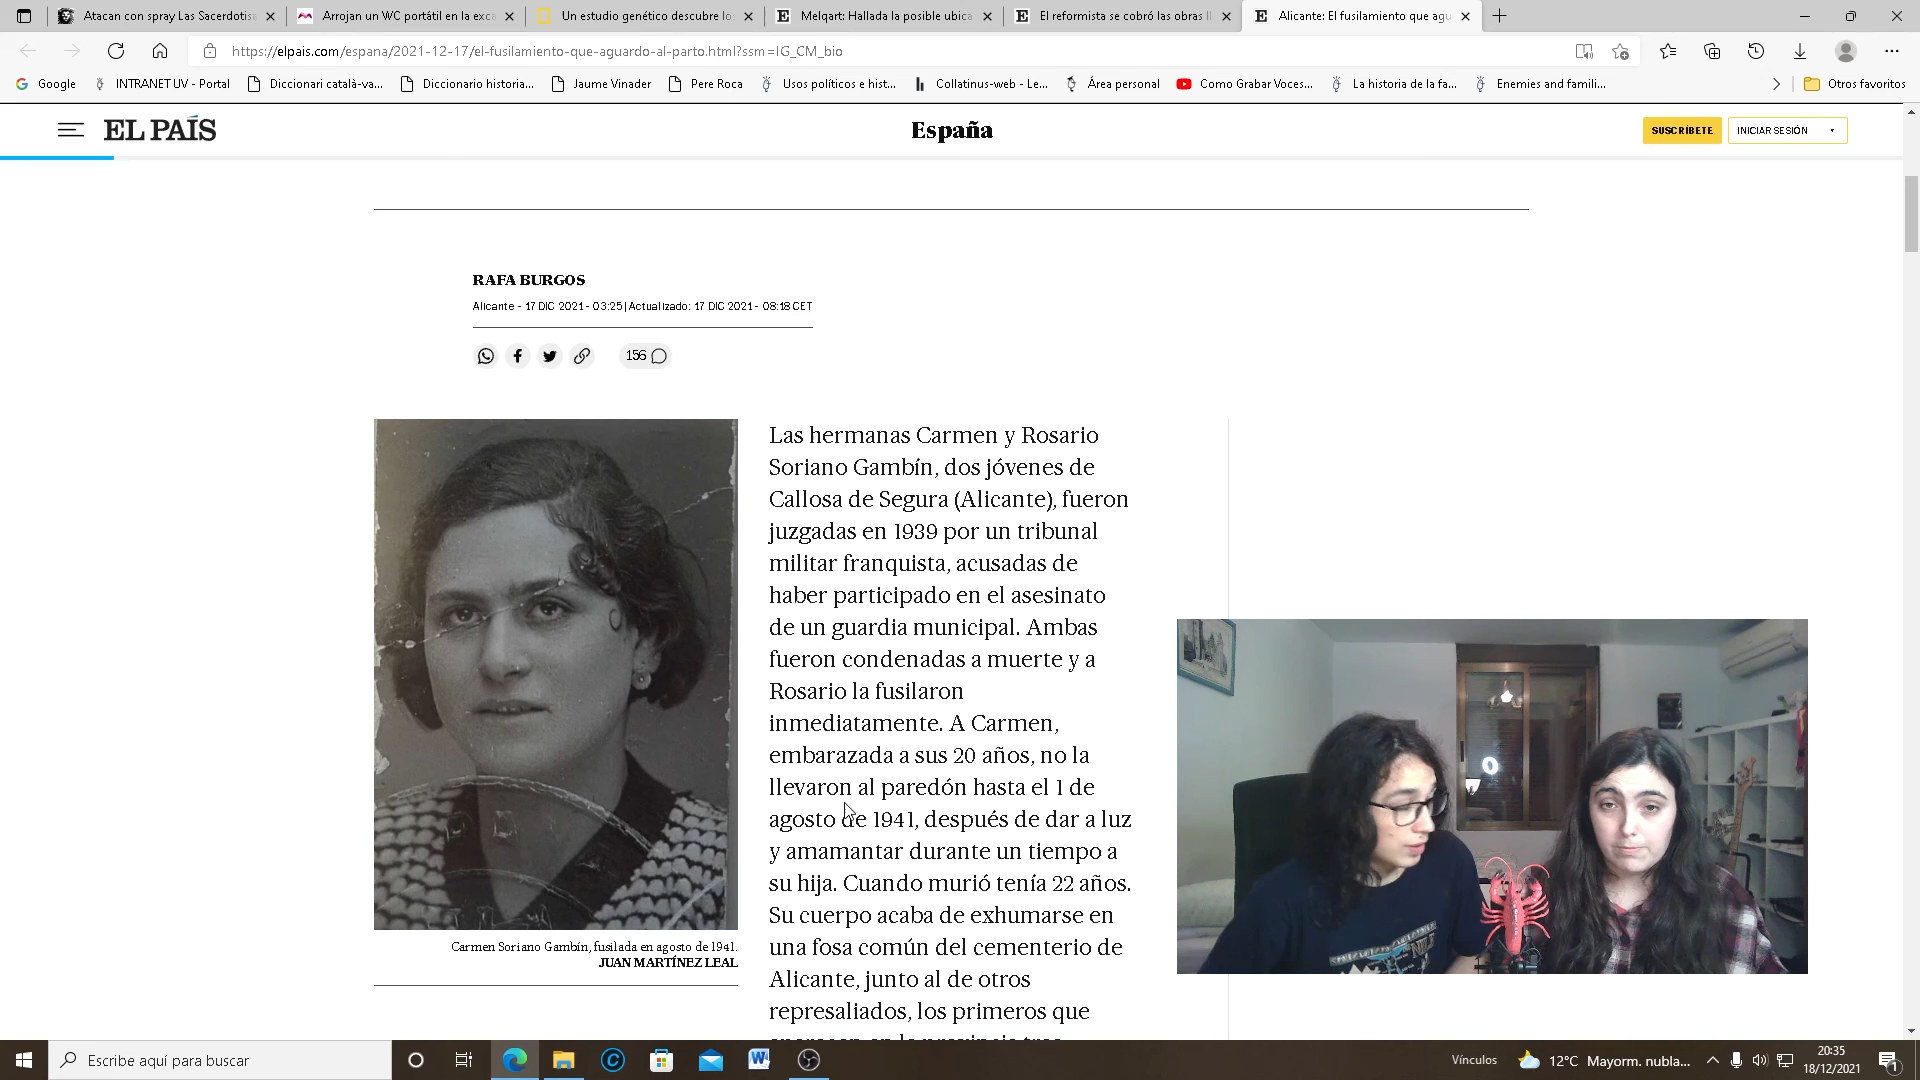 Atacan con spray Las Sacerdotisa
Arrojan un WC portátil en la exca
Un estudio genético descubre los
Melqart: Hallada la posible ubica
El reformista se cobró las obras
Alicante: El fusilamiento que agu
https://elpais.com/espana/2021-12-17/el-fusilamiento-que-aguardo-al-parto.html?ssm=IG_CM_bio
Google
INTRANET UV - Portal
Diccionari català-va...
Diccionario historia...
Jaume Vinader
Pere Roca
Usos políticos e hist...
Collatinus-web - Le...
Área personal
Como Grabar Voces...
La historia de la fa...
Enemies and famili...
Otros favoritos
EL PAÍS
España
SUSCRÍBETE
INICIAR SESIÓN
RAFA BURGOS
Alicante - 17 DIC 2021 - 03:25 | Actualizado: 17 DIC 2021 - 08:18 CET
156
Las hermanas Carmen y Rosario
Soriano Gambín, dos jóvenes de
Callosa de Segura (Alicante), fueron
juzgadas en 1939 por un tribunal
militar franquista, acusadas de
haber participado en el asesinato
de un guardia municipal. Ambas
fueron condenadas a muerte y a
Rosario la fusilaron
inmediatamente. A Carmen,
embarazada a sus 20 años, no la
llevaron al paredón hasta el 1 de
agosto de 1941, después de dar a luz
y amamantar durante un tiempo a
su hija. Cuando murió tenía 22 años.
Su cuerpo acaba de exhumarse en
una fosa común del cementerio de
Alicante, junto al de otros
represaliados, los primeros que
Carmen Soriano Gambín, fusilada en agosto de 1941.
JUAN MARTÍNEZ LEAL
Escribe aquí para buscar
Vínculos
12°C Mayorm. nubla...
20:35
18/12/2021
1